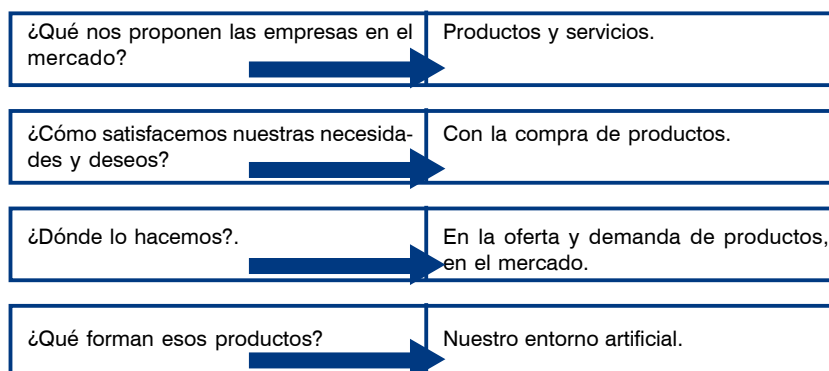 ¿Qué nos proponen las empresas en el
mercado?
Productos y servicios.
¿Cómo satisfacemos nuestras necesida-
des y deseos?
Con la compra de productos.
¿Dónde lo hacemos?.
En la oferta y demanda de productos,
en el mercado.
¿Qué forman esos productos?
Nuestro entorno artificial.